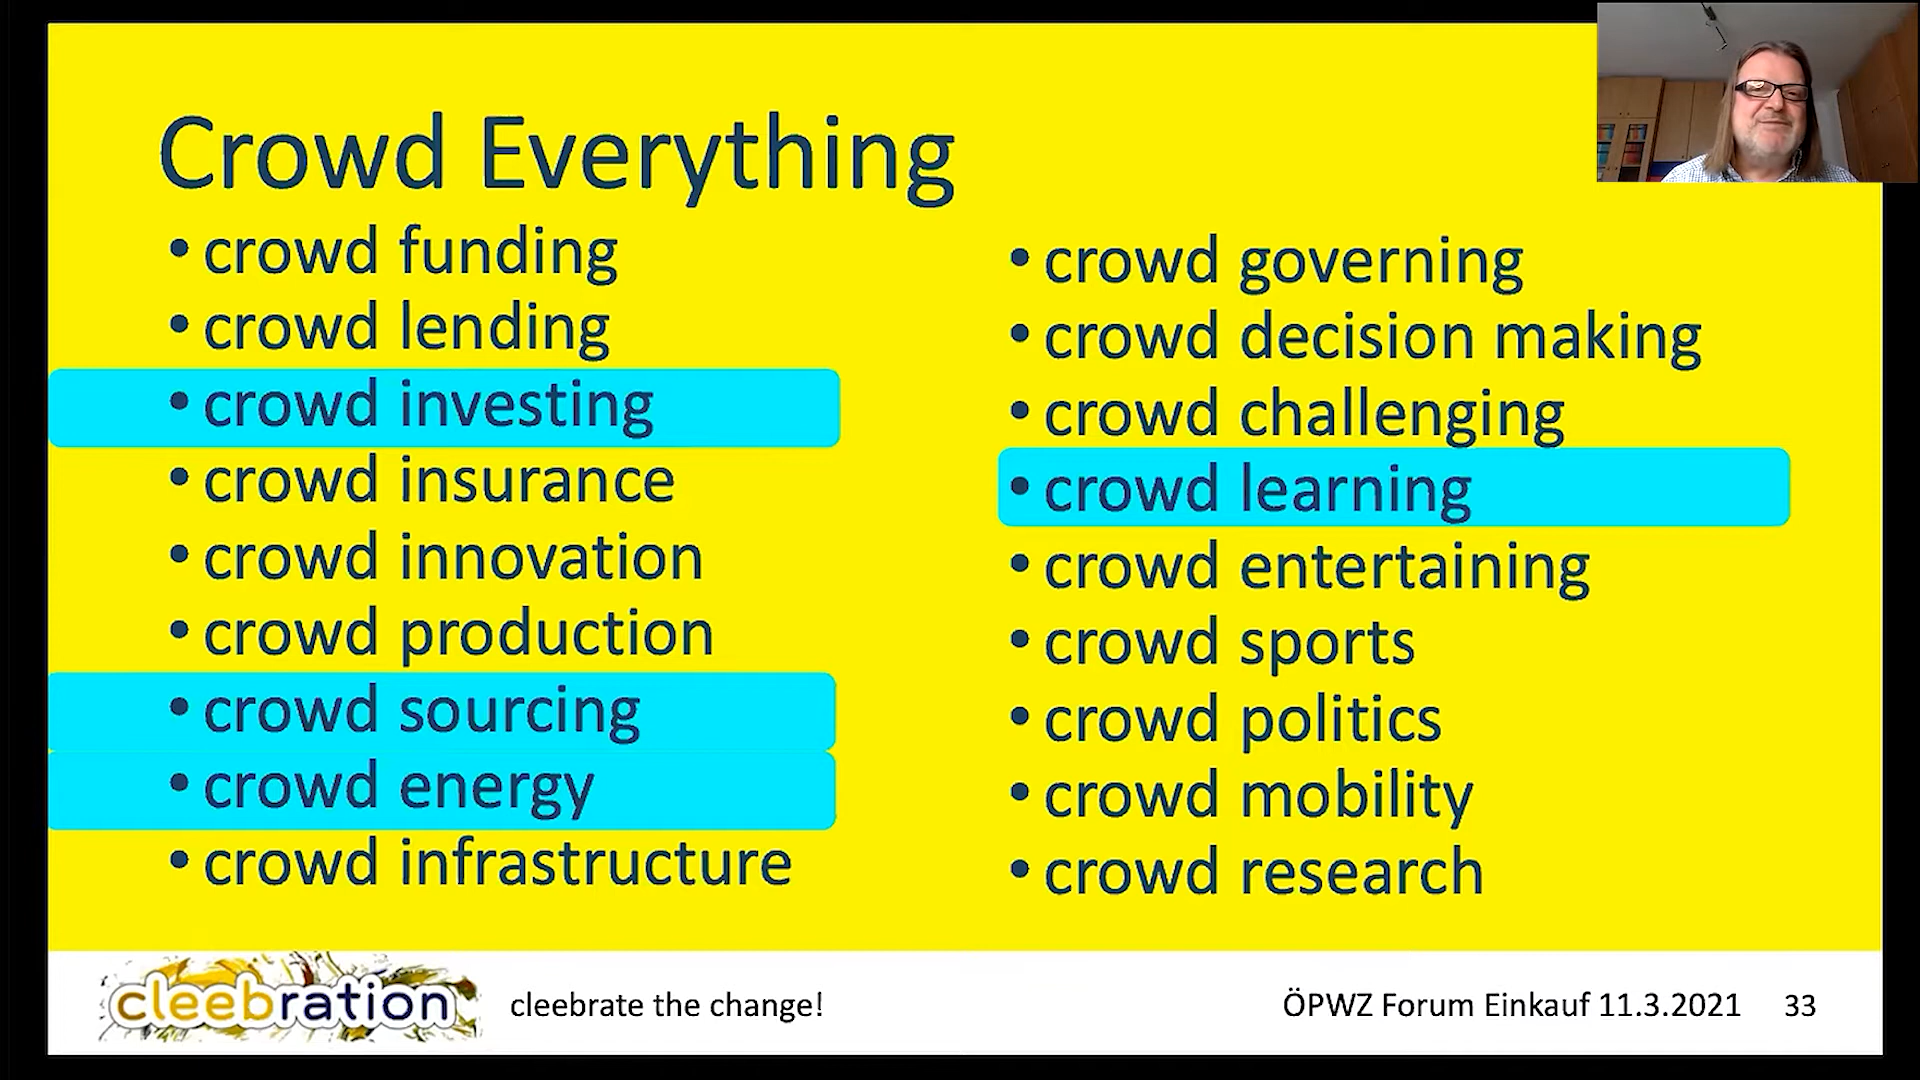 Crowd Everything
• crowd funding
• crowd lending
• crowd investing
• crowd insurance
• crowd innovation
• crowd production
• crowd sourcing
• crowd energy
• crowd infrastructure
• crowd governing
• crowd decision making
• crowd challenging
• crowd learning
• crowd entertaining
• crowd sports
• crowd politics
• crowd mobility
• crowd research
cleebration
cleebrate the change!
ÖPWZ Forum Einkauf 11.3.2021 33